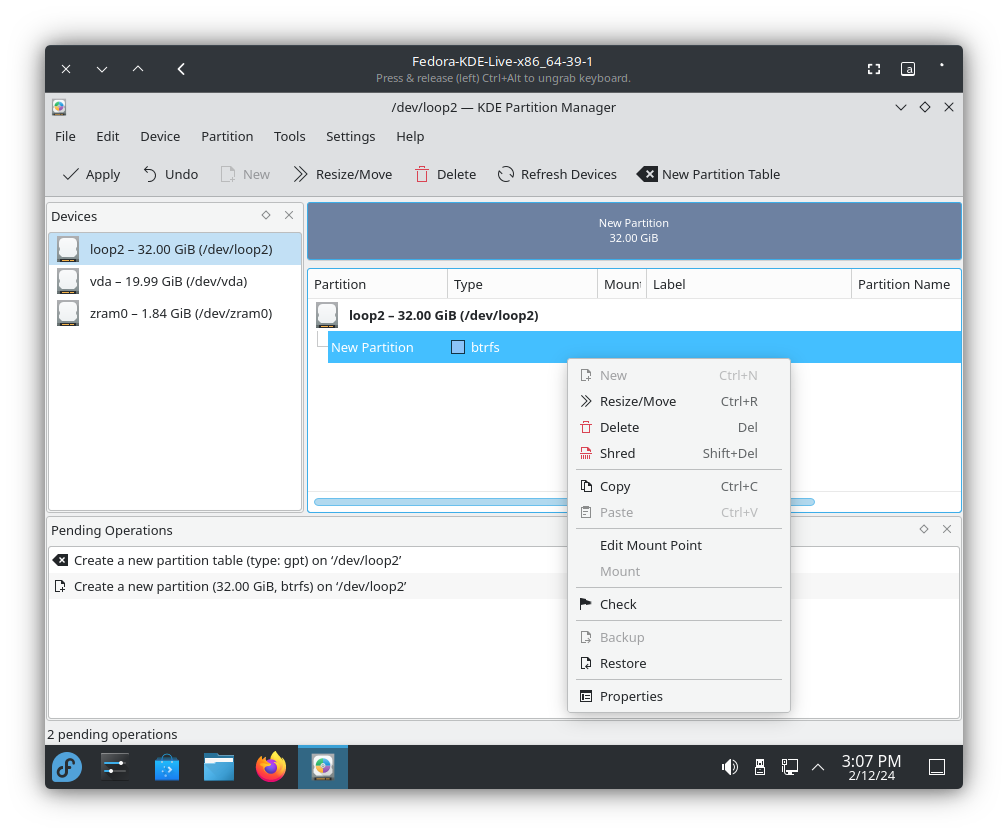 Fedora-KDE-Live-x86_64-39-1
Press & release (left) Ctrl+Alt to ungrab keyboard.
/dev/loop2 — KDE Partition Manager
File Edit Device Partition Tools Settings Help
Apply Undo New Resize/Move Delete Refresh Devices New Partition Table
Devices
loop2 – 32.00 GiB (/dev/loop2)
vda – 19.99 GiB (/dev/vda)
zram0 – 1.84 GiB (/dev/zram0)
New Partition
32.00 GiB
Partition Type Moun Label Partition Name
loop2 – 32.00 GiB (/dev/loop2)
New Partition btrfs
New Ctrl+N
Resize/Move Ctrl+R
Delete Del
Shred Shift+Del
Copy Ctrl+C
Paste Ctrl+V
Edit Mount Point
Mount
Check
Backup
Restore
Properties
Pending Operations
Create a new partition table (type: gpt) on ‘/dev/loop2’
Create a new partition (32.00 GiB, btrfs) on ‘/dev/loop2’
2 pending operations
3:07 PM
2/12/24